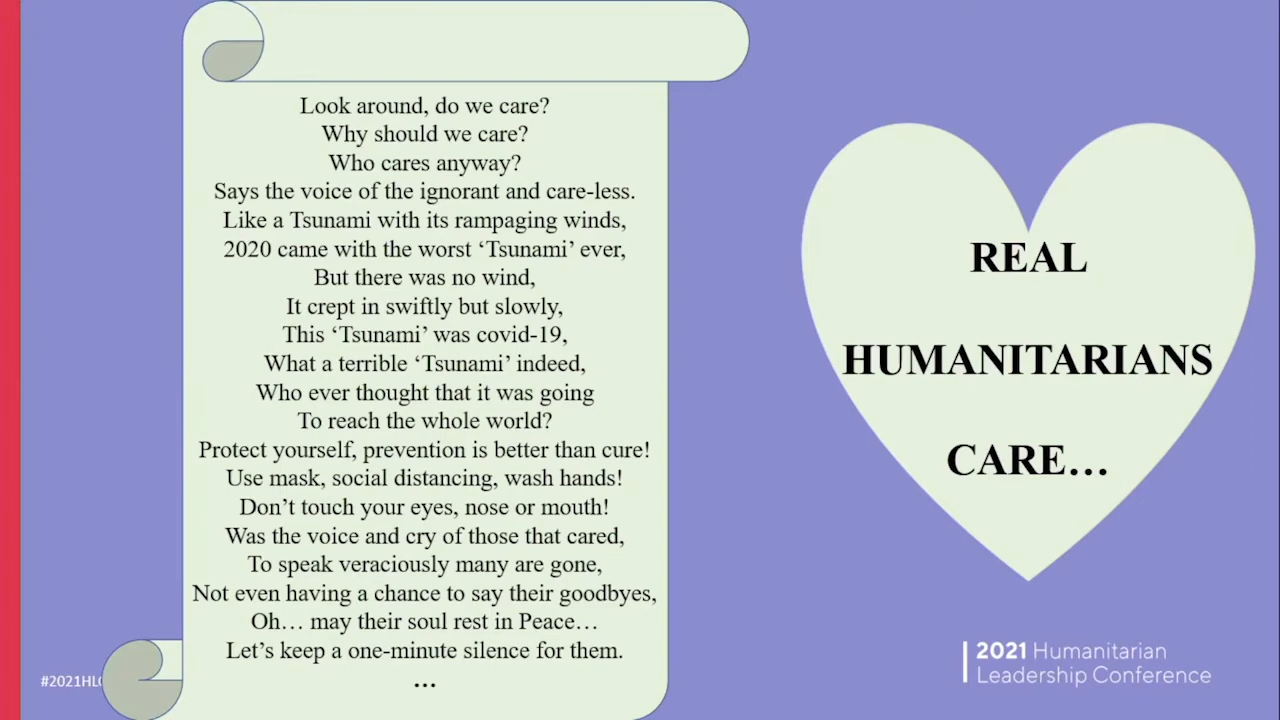 Look around, do we care?
Why should we care?
Who cares anyway?
Says the voice of the ignorant and care-less.
Like a Tsunami with its rampaging winds,
2020 came with the worst ‘Tsunami’ ever,
But there was no wind,
It crept in swiftly but slowly,
This ‘Tsunami’ was covid-19,
What a terrible ‘Tsunami’ indeed,
Who ever thought that it was going
To reach the whole world?
Protect yourself, prevention is better than cure!
Use mask, social distancing, wash hands!
Don’t touch your eyes, nose or mouth!
Was the voice and cry of those that cared,
To speak veraciously many are gone,
Not even having a chance to say their goodbyes,
Oh… may their soul rest in Peace…
Let’s keep a one-minute silence for them.
…
REAL
HUMANITARIANS
CARE…
2021 Humanitarian
Leadership Conference